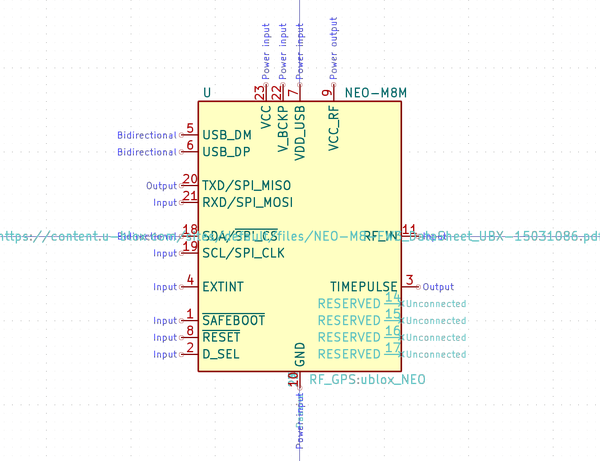 Power input
Power input
Power input
Power output
23
22
7
9
U
NEO-M8M
VCC
V_BCKP
VDD_USB
VCC_RF
Bidirectional 5 USB_DM
Bidirectional 6 USB_DP
Output 20 TXD/SPI_MISO
Input 21 RXD/SPI_MOSI
18 SDA/SPI_CS
RF_IN 11
Input 19 SCL/SPI_CLK
Input 4 EXTINT
TIMEPULSE 3 Output
RESERVED 14 Unconnected
Input 1 SAFEBOOT
RESERVED 15 Unconnected
Input 8 RESET
RESERVED 16 Unconnected
Input 2 D_SEL
RESERVED 17 Unconnected
GND
RF_GPS:ublox_NEO
Power input